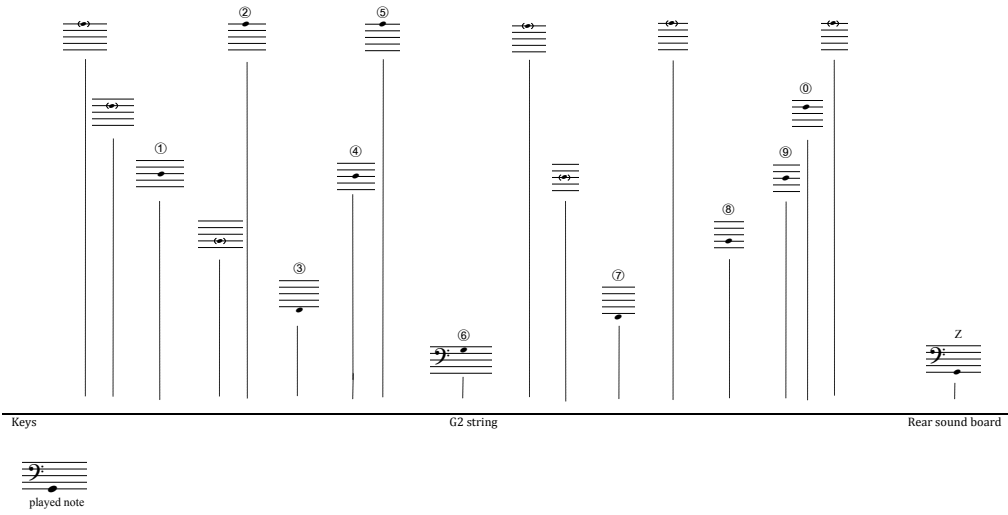 ② ⑤
⓪
① ④ ⑨
⑧
③ ⑦
⑥ Z
Keys G2 string Rear sound board
played note